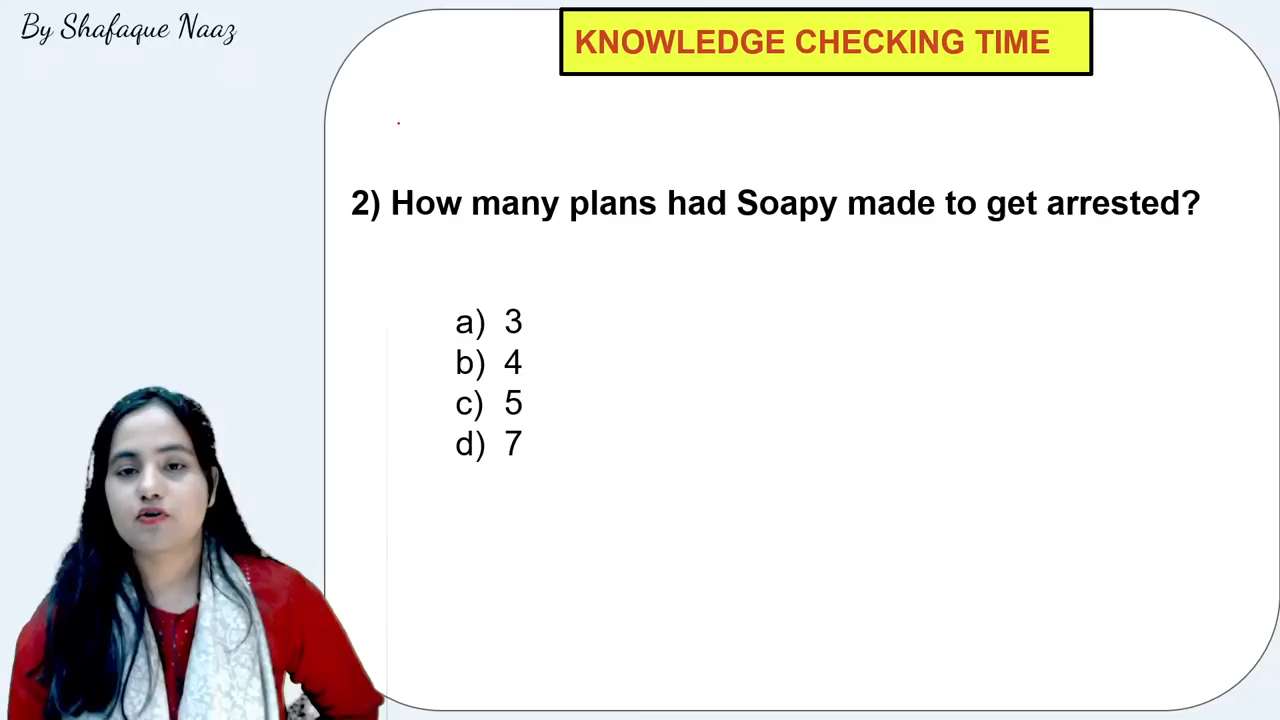 By Shafaque Naaz
KNOWLEDGE CHECKING TIME
2) How many plans had Soapy made to get arrested?
a) 3
b) 4
c) 5
d) 7